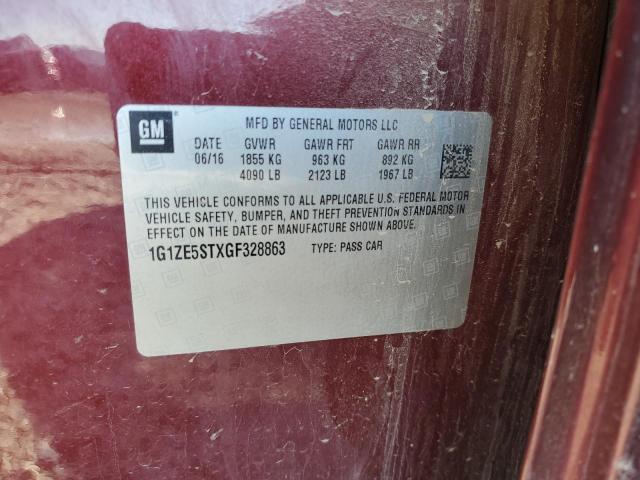 GM
MFD BY GENERAL MOTORS LLC
DATE GVWR GAWR FRT GAWR RR
06/16 1855 KG 963 KG 892 KG
4090 LB 2123 LB 1967 LB
THIS VEHICLE CONFORMS TO ALL APPLICABLE U.S. FEDERAL MOTOR
VEHICLE SAFETY, BUMPER, AND THEFT PREVENTION STANDARDS IN
EFFECT ON THE DATE OF MANUFACTURE SHOWN ABOVE.
1G1ZE5STXGF328863 TYPE: PASS CAR